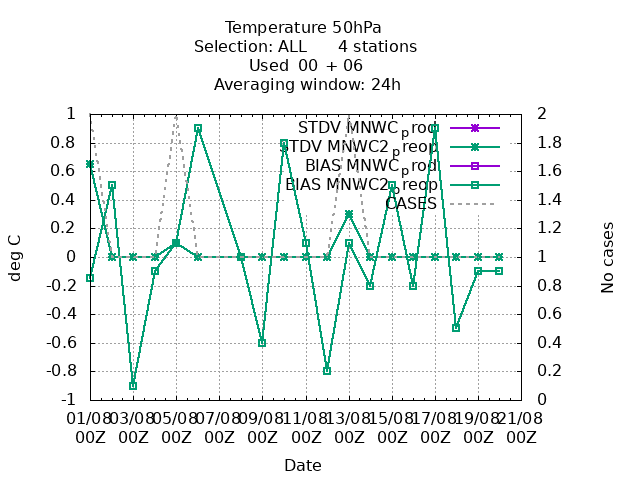 Temperature 50hPa
Selection: ALL 4 stations
Used 00 + 06
Averaging window: 24h
1 2
STDV MNWC_prod
0.8 1.8
STDV MNWC2_preop
0.6 1.6
BIAS MNWC_prod
BIAS MNWC2_preop
0.4 1.4
CASES
0.2 1.2
deg C 0 1 No cases
-0.2 0.8
-0.4 0.6
-0.6 0.4
-0.8 0.2
-1 0
01/08 03/08 05/08 07/08 09/08 11/08 13/08 15/08 17/08 19/08 21/08
00Z 00Z 00Z 00Z 00Z 00Z 00Z 00Z 00Z 00Z 00Z
Date